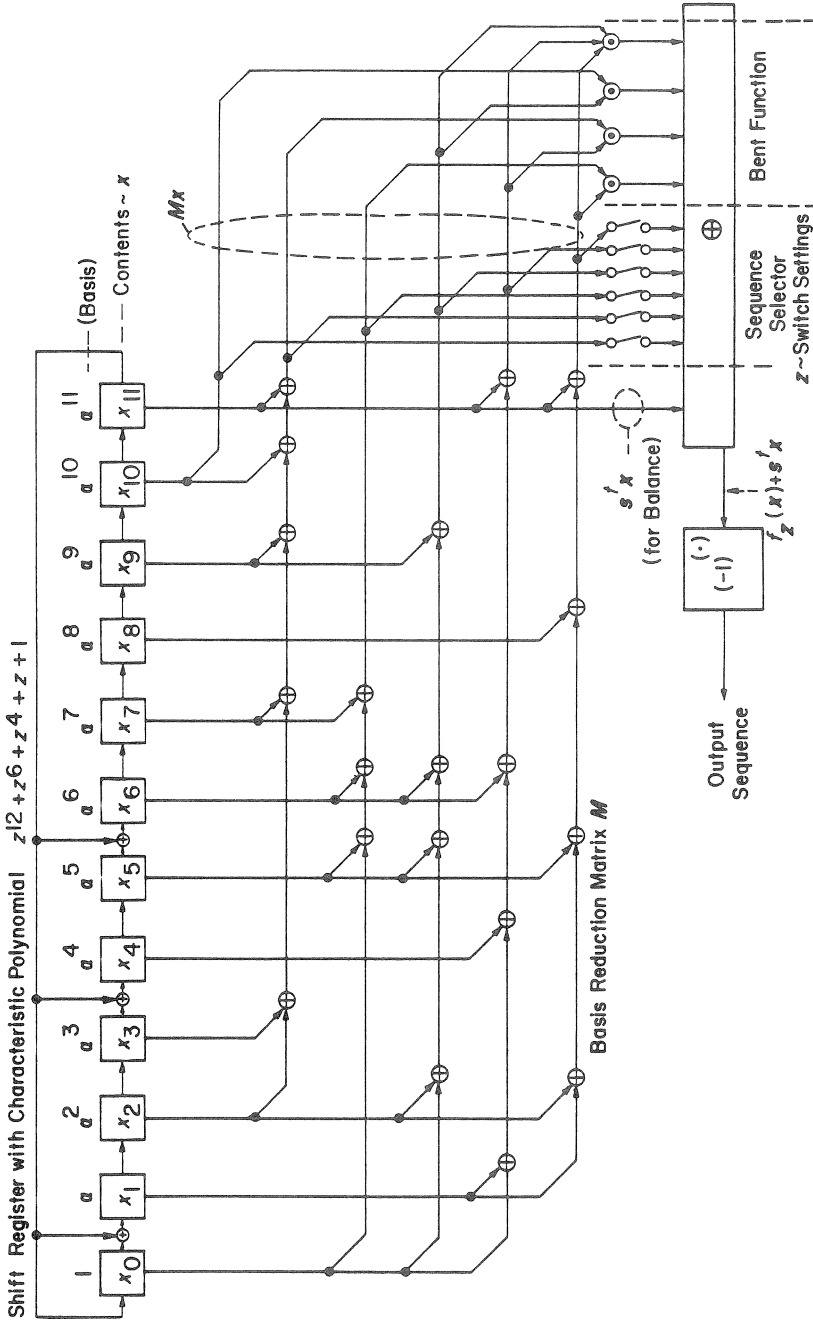 Shift Register with Characteristic Polynomial z¹² + z⁶ + z⁴ + z + 1
1 α α² α³ α⁴ α⁵ α⁶ α⁷ α⁸ α⁹ α¹⁰ α¹¹ --- (Basis)
x₀ x₁ x₂ x₃ x₄ x₅ x₆ x₇ x₈ x₉ x₁₀ x₁₁ --- Contents ~ x
Mx
Basis Reduction Matrix M
sᵗx
(for Balance)
Sequence
Selector
z ~ Switch Settings
Bent Function
f_z(x) + sᵗx
(-1)^(·)
Output
Sequence